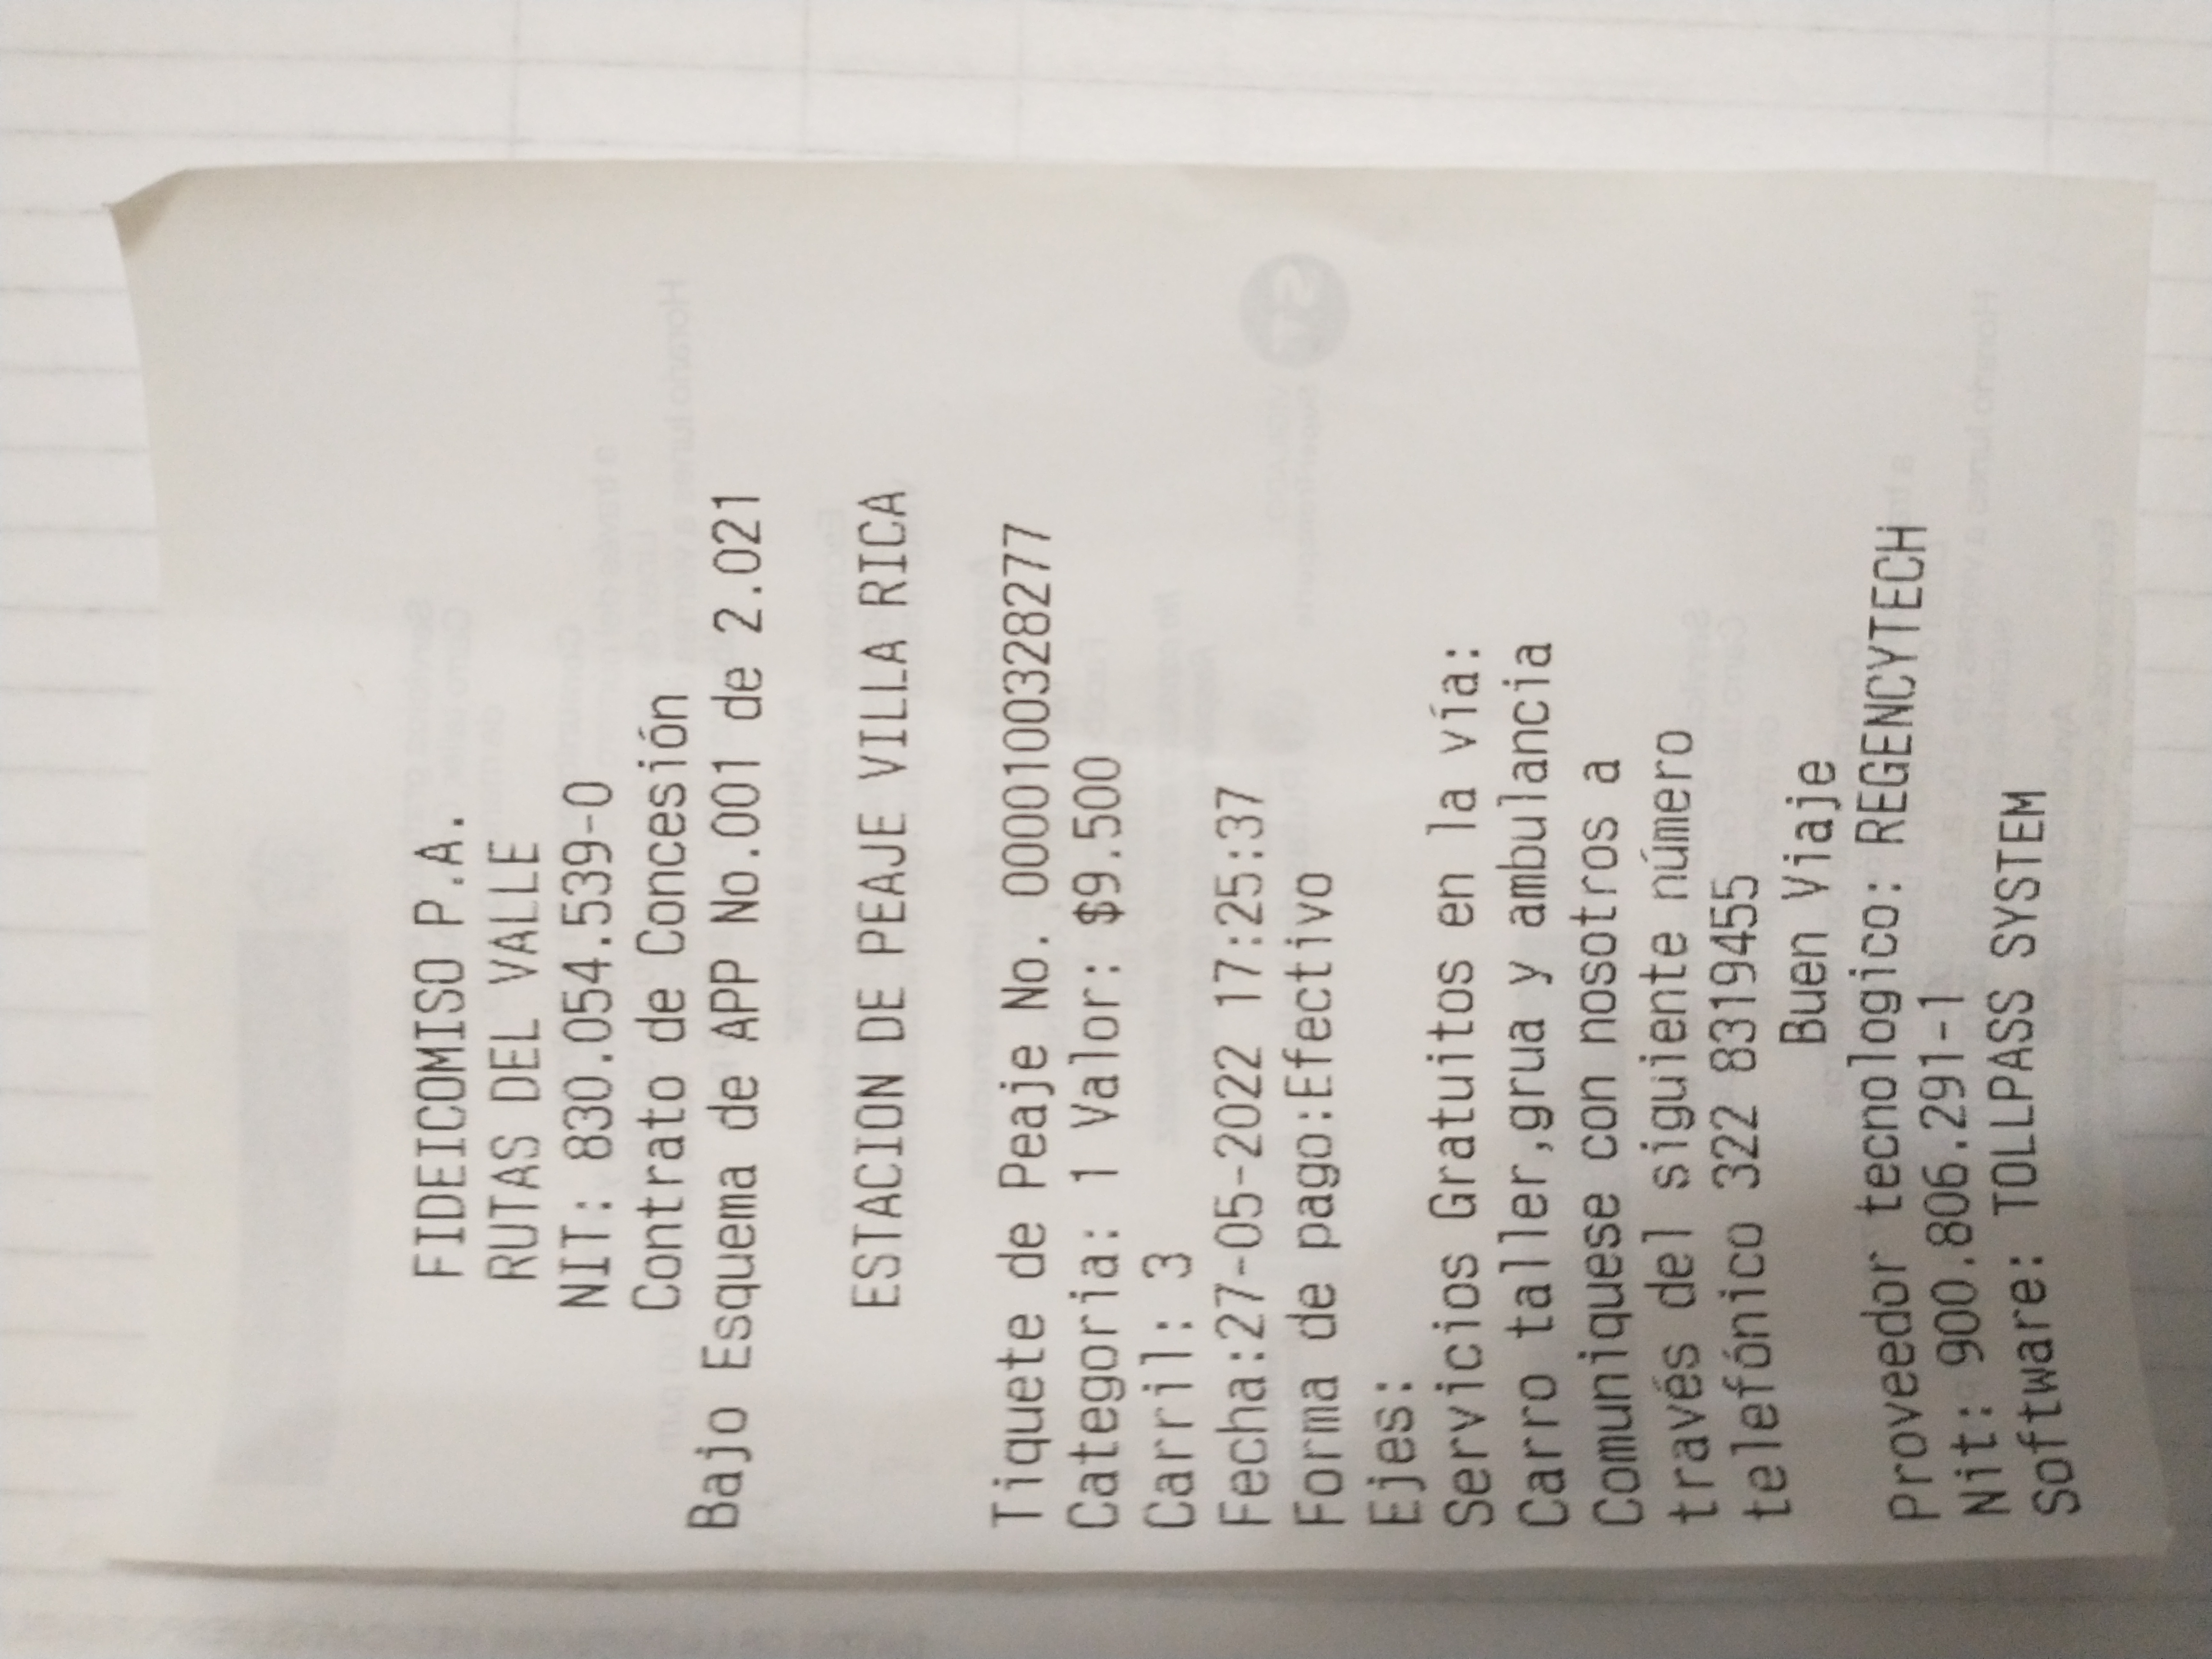 FIDEICOMISO P.A.
RUTAS DEL VALLE
NIT: 830.054.539-0
Contrato de Concesión
Bajo Esquema de APP No.001 de 2.021
ESTACION DE PEAJE VILLA RICA
Tiquete de Peaje No. 000010100328277
Categoria: 1 Valor: $9.500
Carril: 3
Fecha:27-05-2022 17:25:37
Forma de pago:Efectivo
Ejes:
Servicios Gratuitos en la vía:
Carro taller,grua y ambulancia
Comuniquese con nosotros a
través del siguiente número
telefónico 322 8319455
Buen Viaje
Proveedor tecnologico: REGENCYTECH
Nit: 900.806.291-1
Software: TOLLPASS SYSTEM